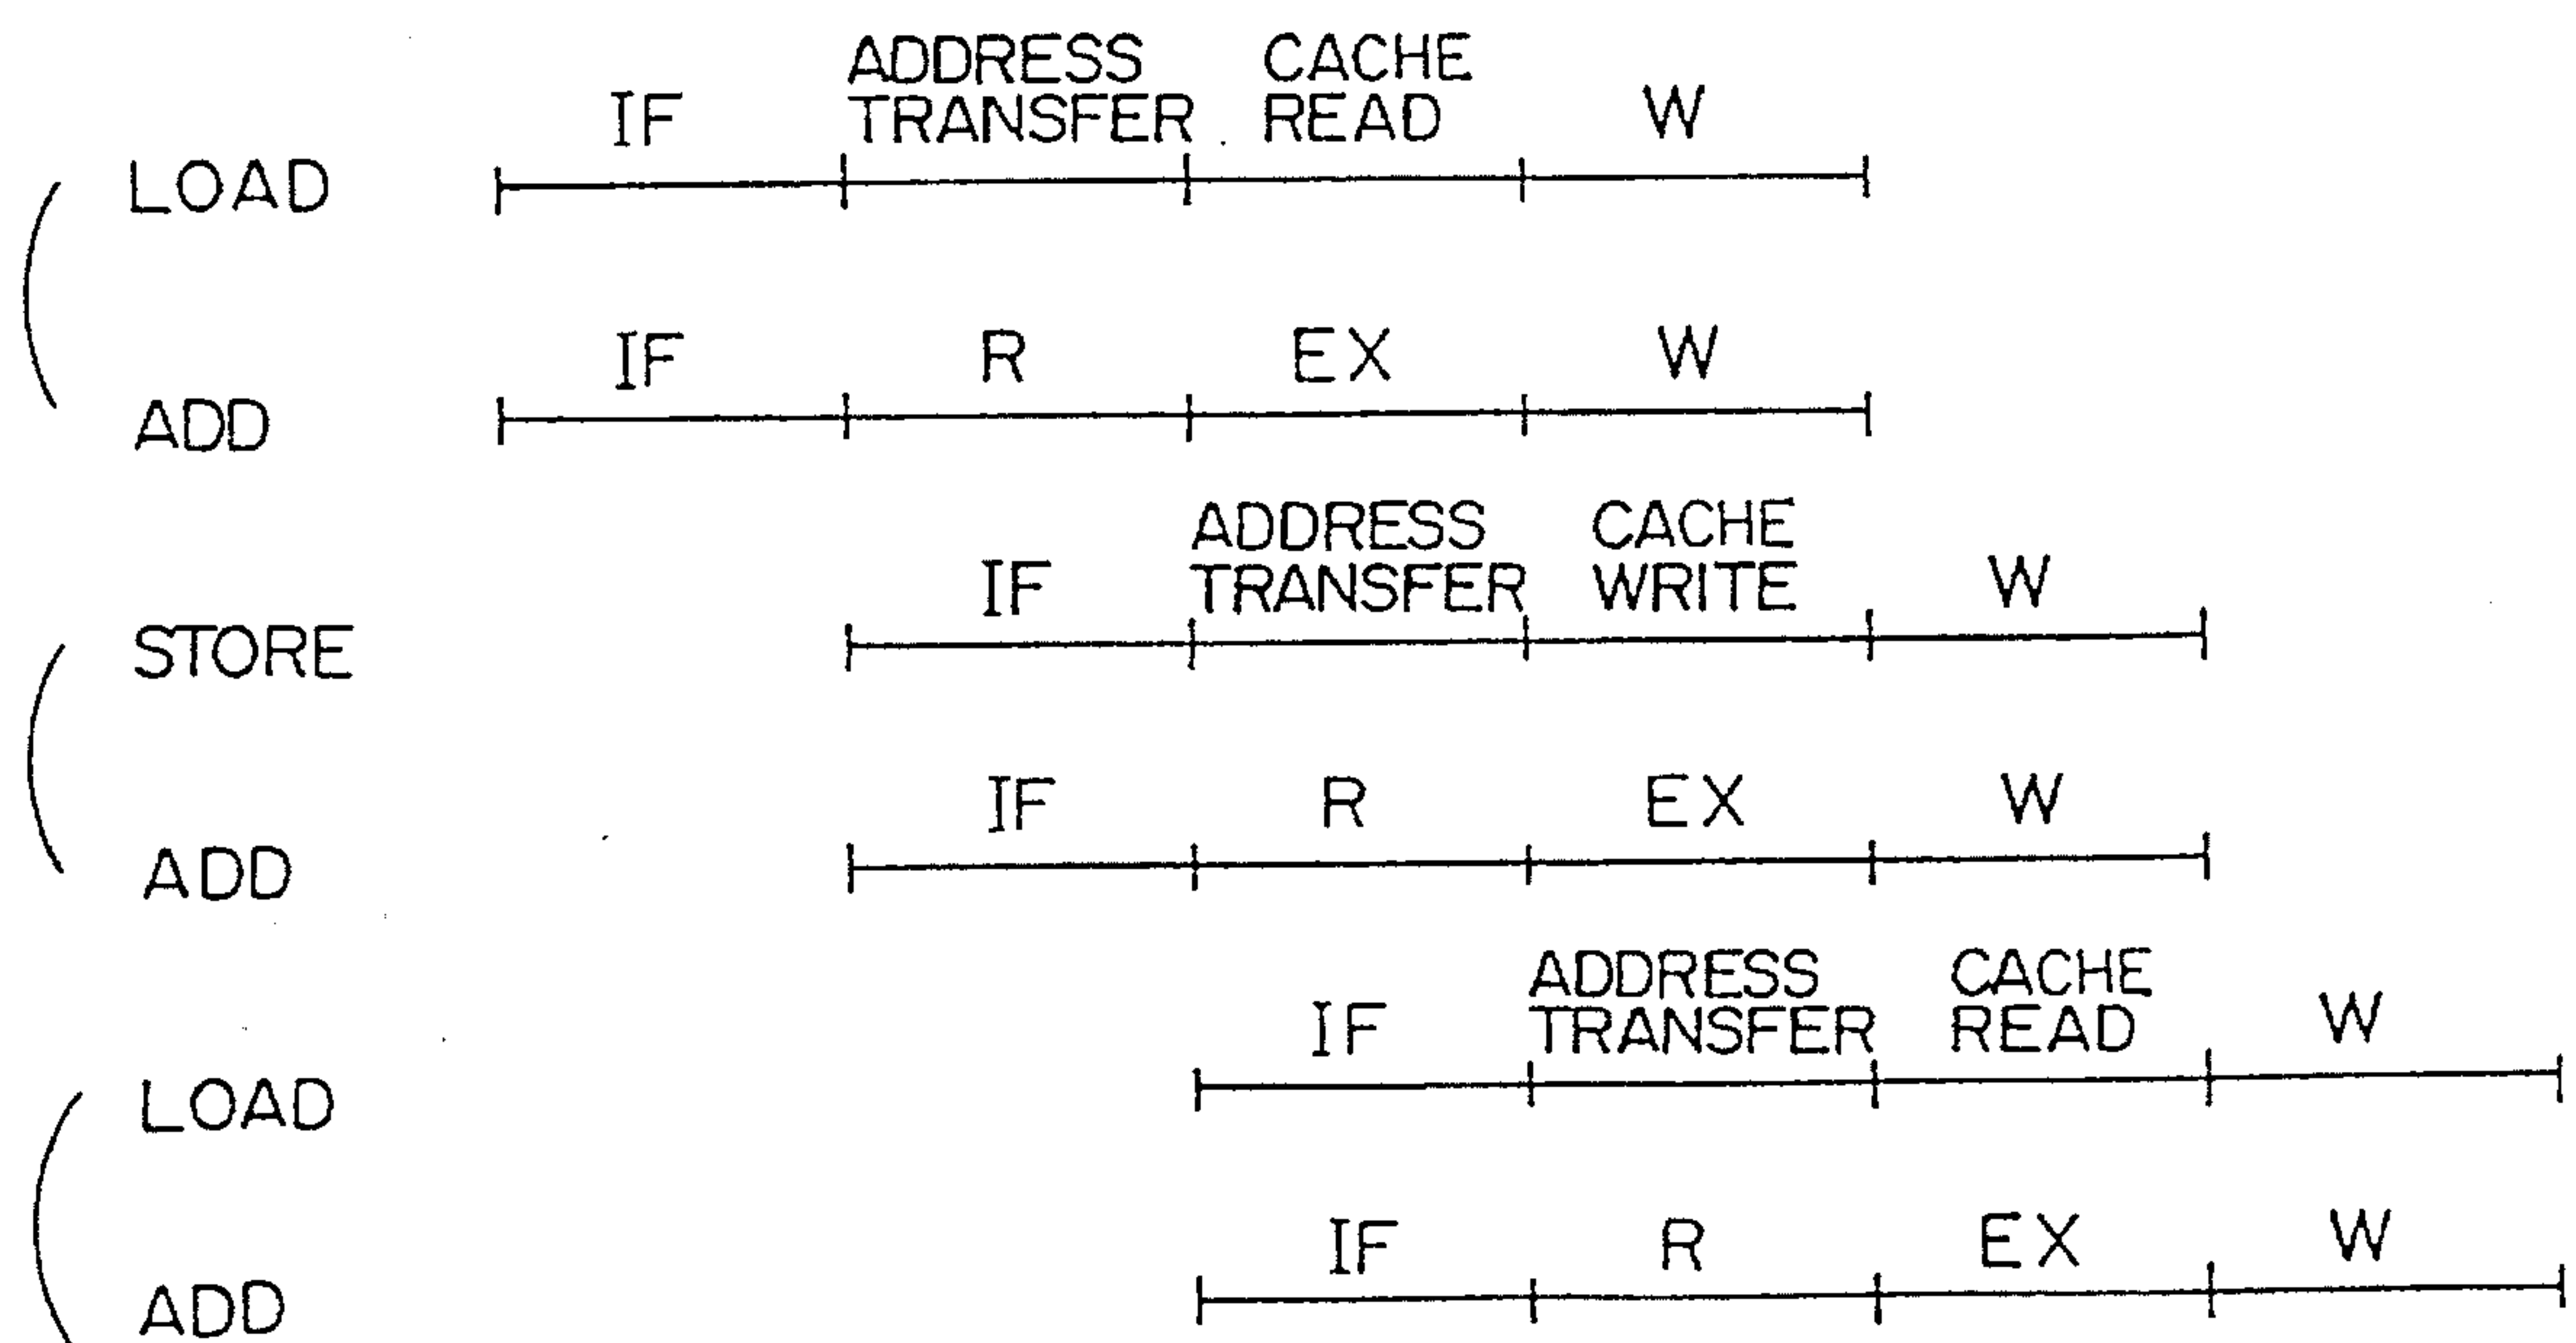 ADDRESS CACHE
IF TRANSFER READ W
LOAD
IF R EX W
ADD
ADDRESS CACHE
IF TRANSFER WRITE W
STORE
IF R EX W
ADD
ADDRESS CACHE
IF TRANSFER READ W
LOAD
IF R EX W
ADD